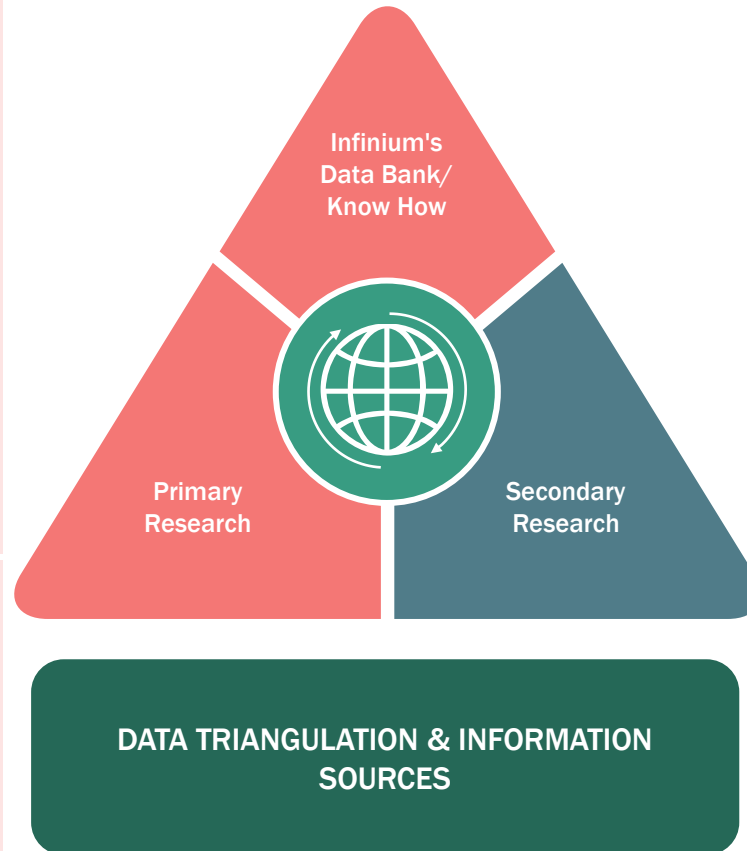 Infinium's
Data Bank/
Know How
Primary
Research
Secondary
Research
DATA TRIANGULATION & INFORMATION
SOURCES